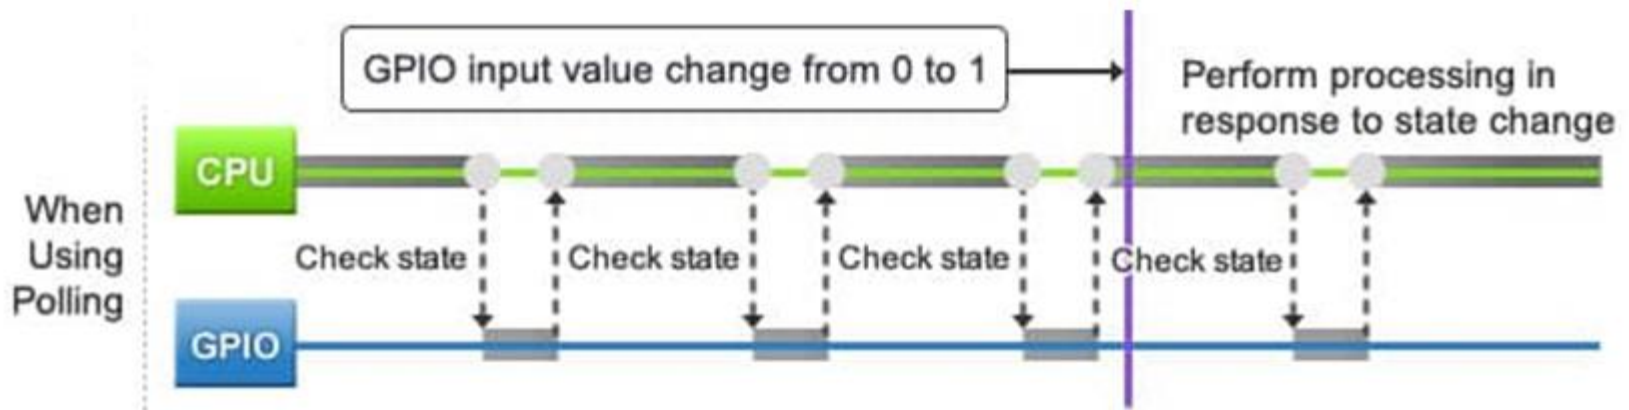 GPIO input value change from 0 to 1
Perform processing in
response to state change
CPU
When
Using
Polling
Check state
Check state
Check state
Check state
GPIO